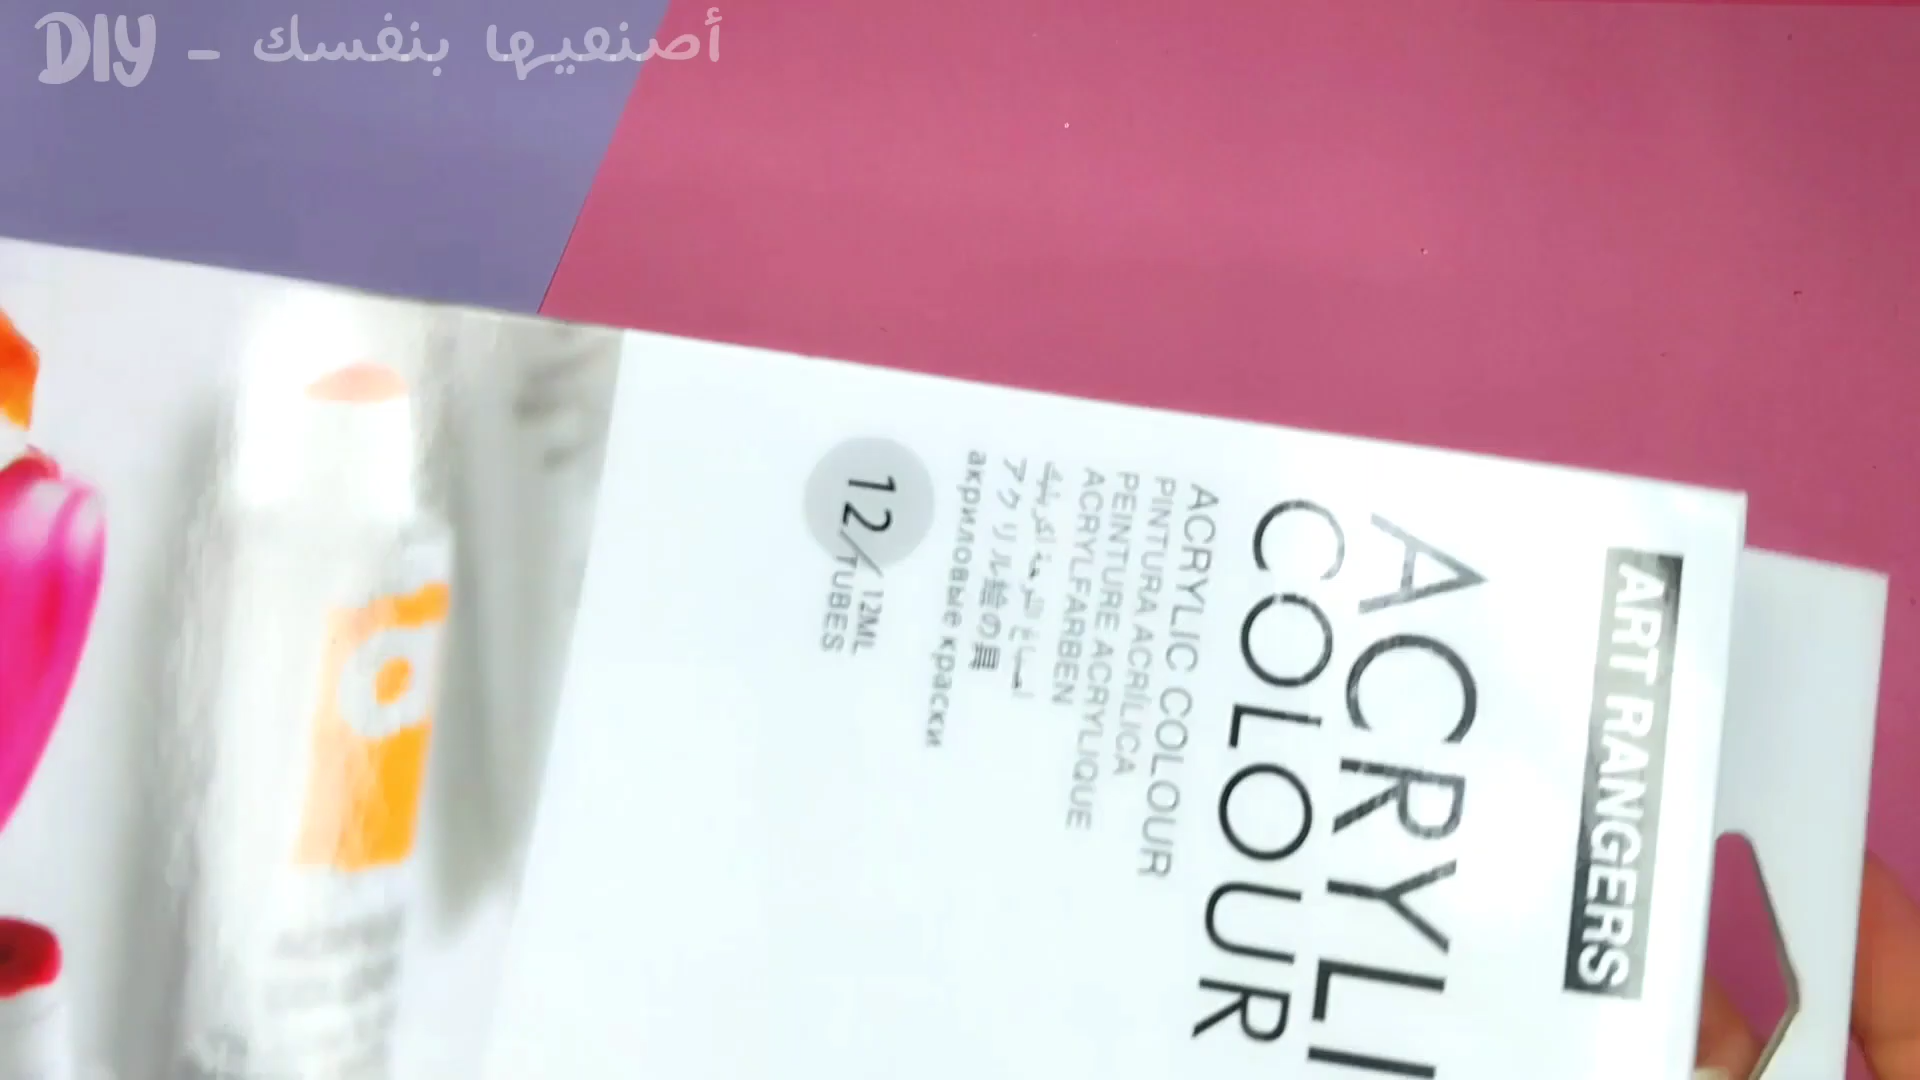 DIY - أصنعيها بنفسك
ART RANGERS
ACRYLI
COLOUR
ACRYLIC COLOUR
PINTURA ACRÍLICA
PEINTURE ACRYLIQUE
ACRYLFARBEN
アクリル絵の具
акриловые краски
12/12ML
TUBES